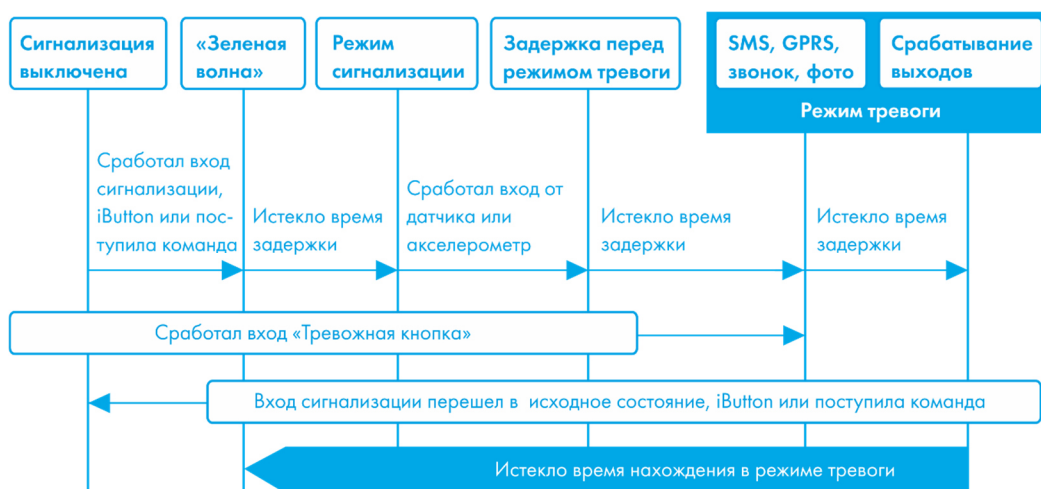 Сигнализация
выключена
«Зеленая
волна»
Режим
сигнализации
Задержка перед
режимом тревоги
SMS, GPRS,
звонок, фото
Срабатывание
выходов
Режим тревоги
Сработал вход
сигнализации,
iButton или пос-
тупила команда
Истекло время
задержки
Сработал вход от
датчика или
акселерометр
Истекло время
задержки
Истекло время
задержки
Сработал вход «Тревожная кнопка»
Вход сигнализации перешел в исходное состояние, iButton или поступила команда
Истекло время нахождения в режиме тревоги